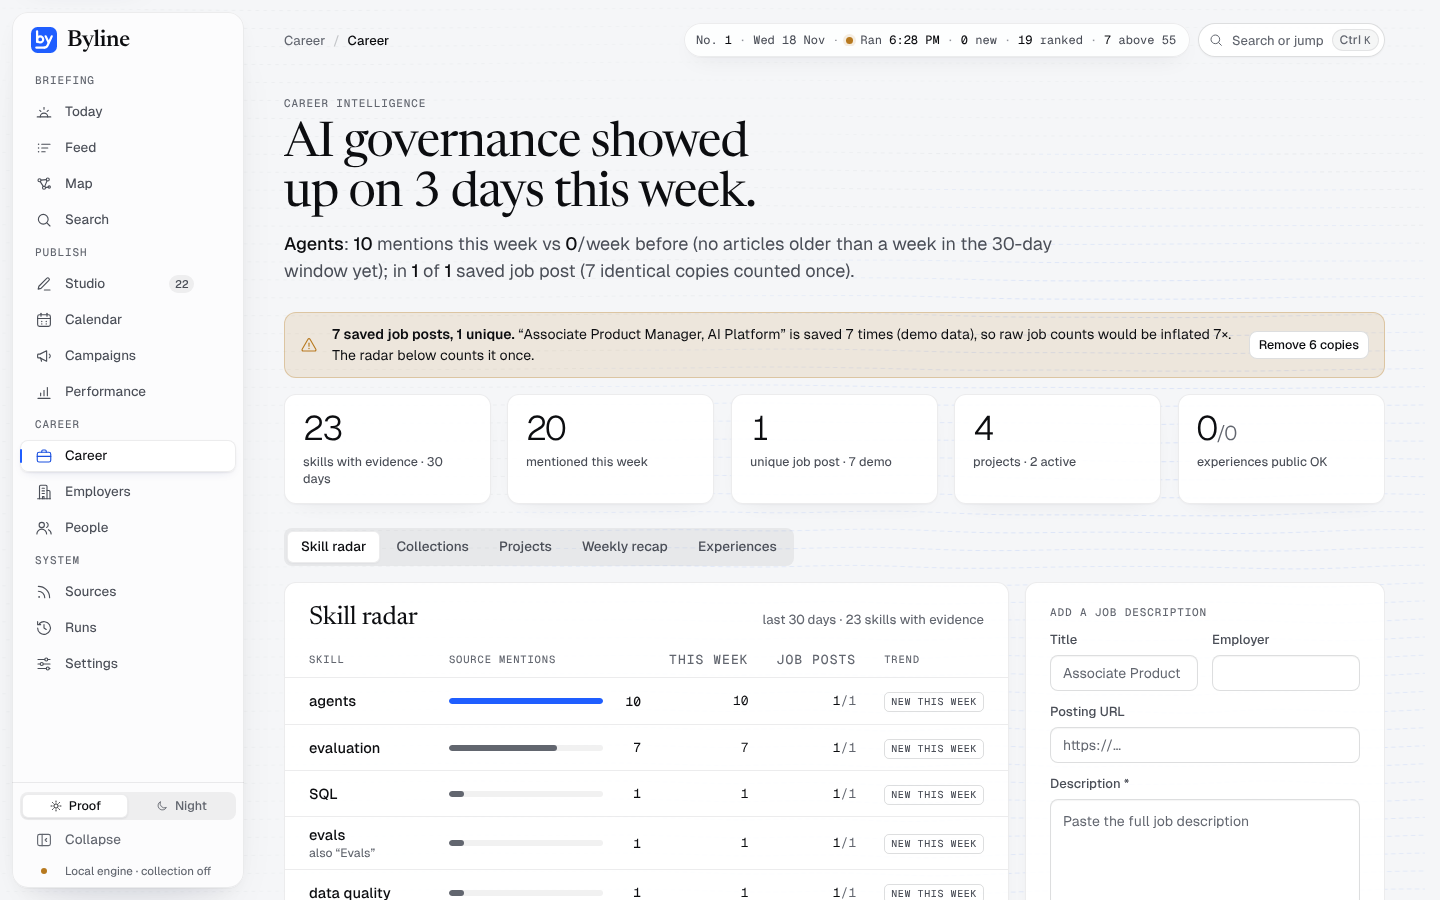 by Byline
BRIEFING
Today
Feed
Map
Search
PUBLISH
Studio 22
Calendar
Campaigns
Performance
CAREER
Career
Employers
People
SYSTEM
Sources
Runs
Settings
Proof Night
Collapse
Local engine · collection off
Career / Career
No. 1 · Wed 18 Nov · Ran 6:28 PM · 0 new · 19 ranked · 7 above 55
Search or jump Ctrl K
CAREER INTELLIGENCE
AI governance showed
up on 3 days this week.
Agents: 10 mentions this week vs 0/week before (no articles older than a week in the 30-day
window yet); in 1 of 1 saved job post (7 identical copies counted once).
7 saved job posts, 1 unique. “Associate Product Manager, AI Platform” is saved 7 times (demo data), so raw job counts would be inflated 7×.
The radar below counts it once.
Remove 6 copies
23
skills with evidence · 30
days
20
mentioned this week
1
unique job post · 7 demo
4
projects · 2 active
0/0
experiences public OK
Skill radar Collections Projects Weekly recap Experiences
Skill radar
last 30 days · 23 skills with evidence
SKILL SOURCE MENTIONS THIS WEEK JOB POSTS TREND
agents 10 10 1/1 NEW THIS WEEK
evaluation 7 7 1/1 NEW THIS WEEK
SQL 1 1 1/1 NEW THIS WEEK
evals 1 1 1/1 NEW THIS WEEK
also “Evals”
data quality 1 1 1/1 NEW THIS WEEK
ADD A JOB DESCRIPTION
Title Employer
Associate Product
Posting URL
https://…
Description *
Paste the full job description